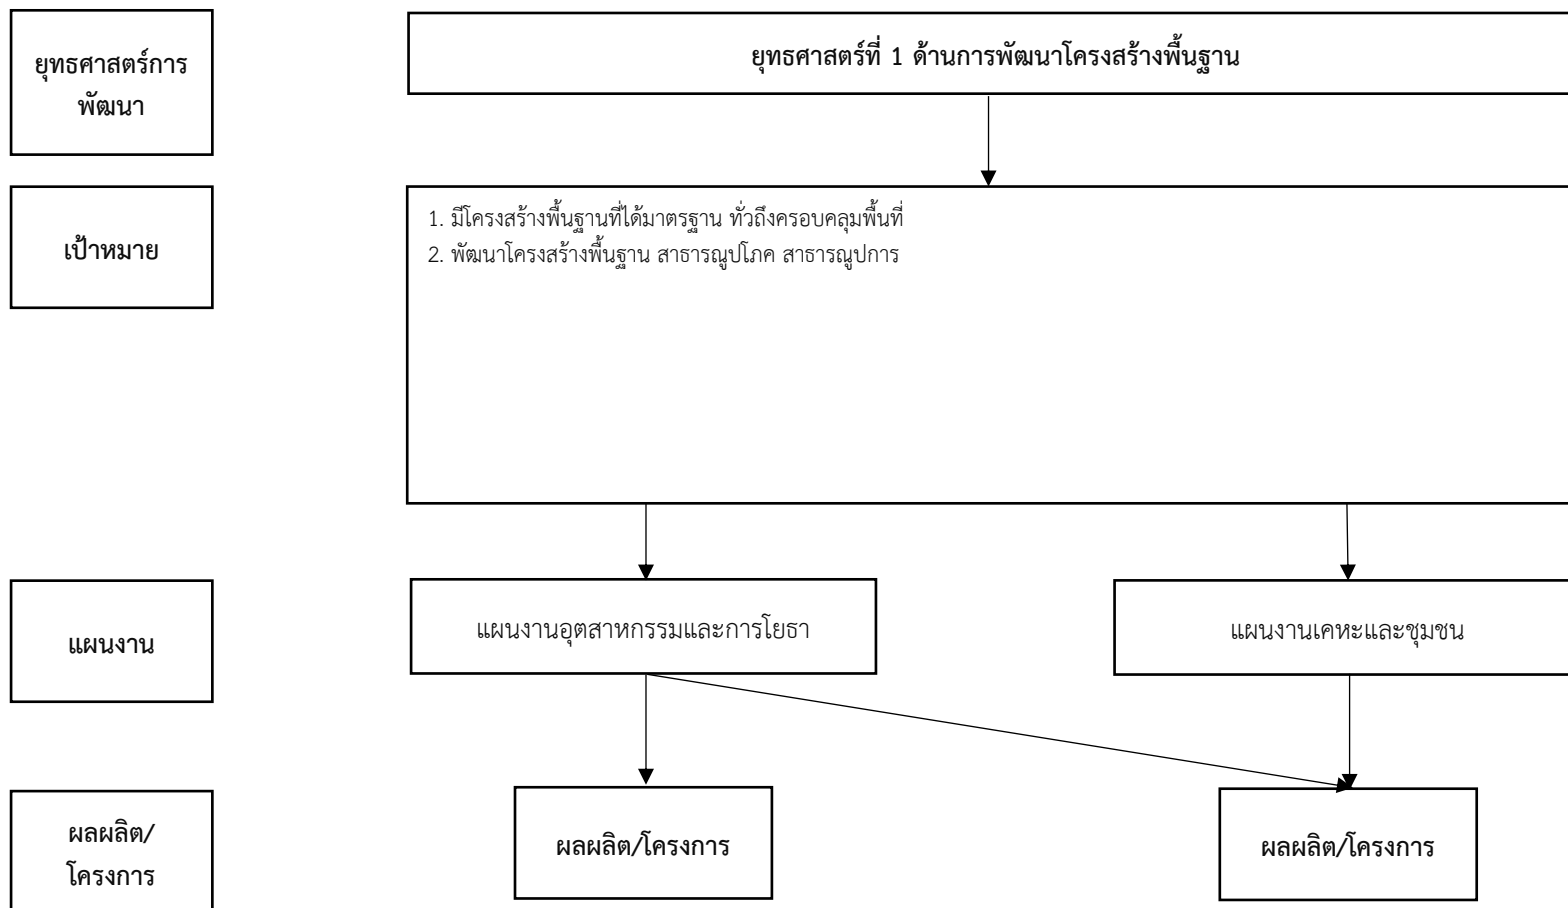 ยุทธศาสตร์การ
พัฒนา
ยุทธศาสตร์ที่ 1 ด้านการพัฒนาโครงสร้างพื้นฐาน
เป้าหมาย
1. มีโครงสร้างพื้นฐานที่ได้มาตรฐาน ทั่วถึงครอบคลุมพื้นที่
2. พัฒนาโครงสร้างพื้นฐาน สาธารณูปโภค สาธารณูปการ
แผนงาน
แผนงานอุตสาหกรรมและการโยธา
แผนงานเคหะและชุมชน
ผลผลิต/
โครงการ
ผลผลิต/โครงการ
ผลผลิต/โครงการ